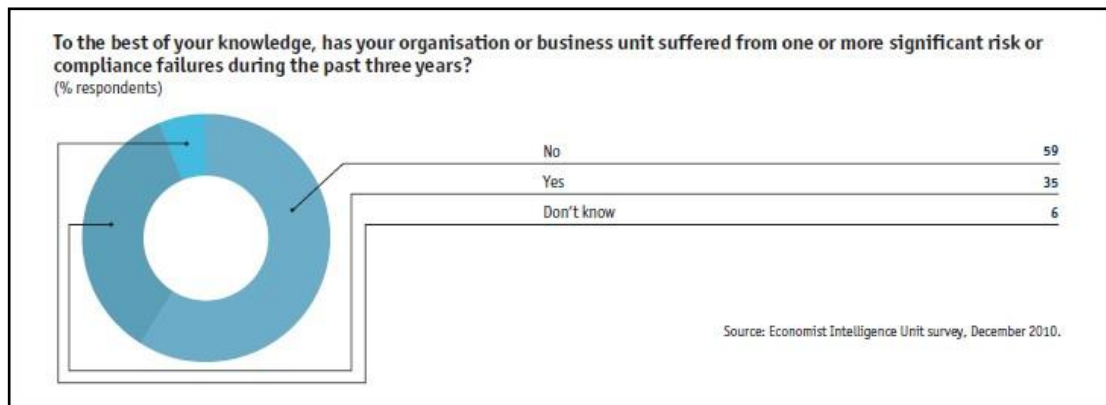 To the best of your knowledge, has your organisation or business unit suffered from one or more significant risk or
compliance failures during the past three years?
(% respondents)
No 59
Yes 35
Don't know 6
Source: Economist Intelligence Unit survey, December 2010.